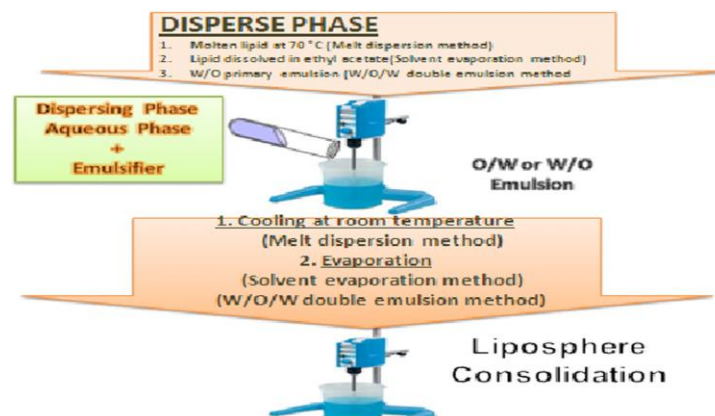 DISPERSE PHASE
1. Molten lipid at 70 °C (Melt dispersion method)
2. Lipid dissolved in ethyl acetate(Solvent evaporation method)
3. W/O primary emulsion (W/O/W double emulsion method
Dispersing Phase
Aqueous Phase
+
Emulsifier
O/W or W/O
Emulsion
1. Cooling at room temperature
(Melt dispersion method)
2. Evaporation
(Solvent evaporation method)
(W/O/W double emulsion method)
Liposphere
Consolidation